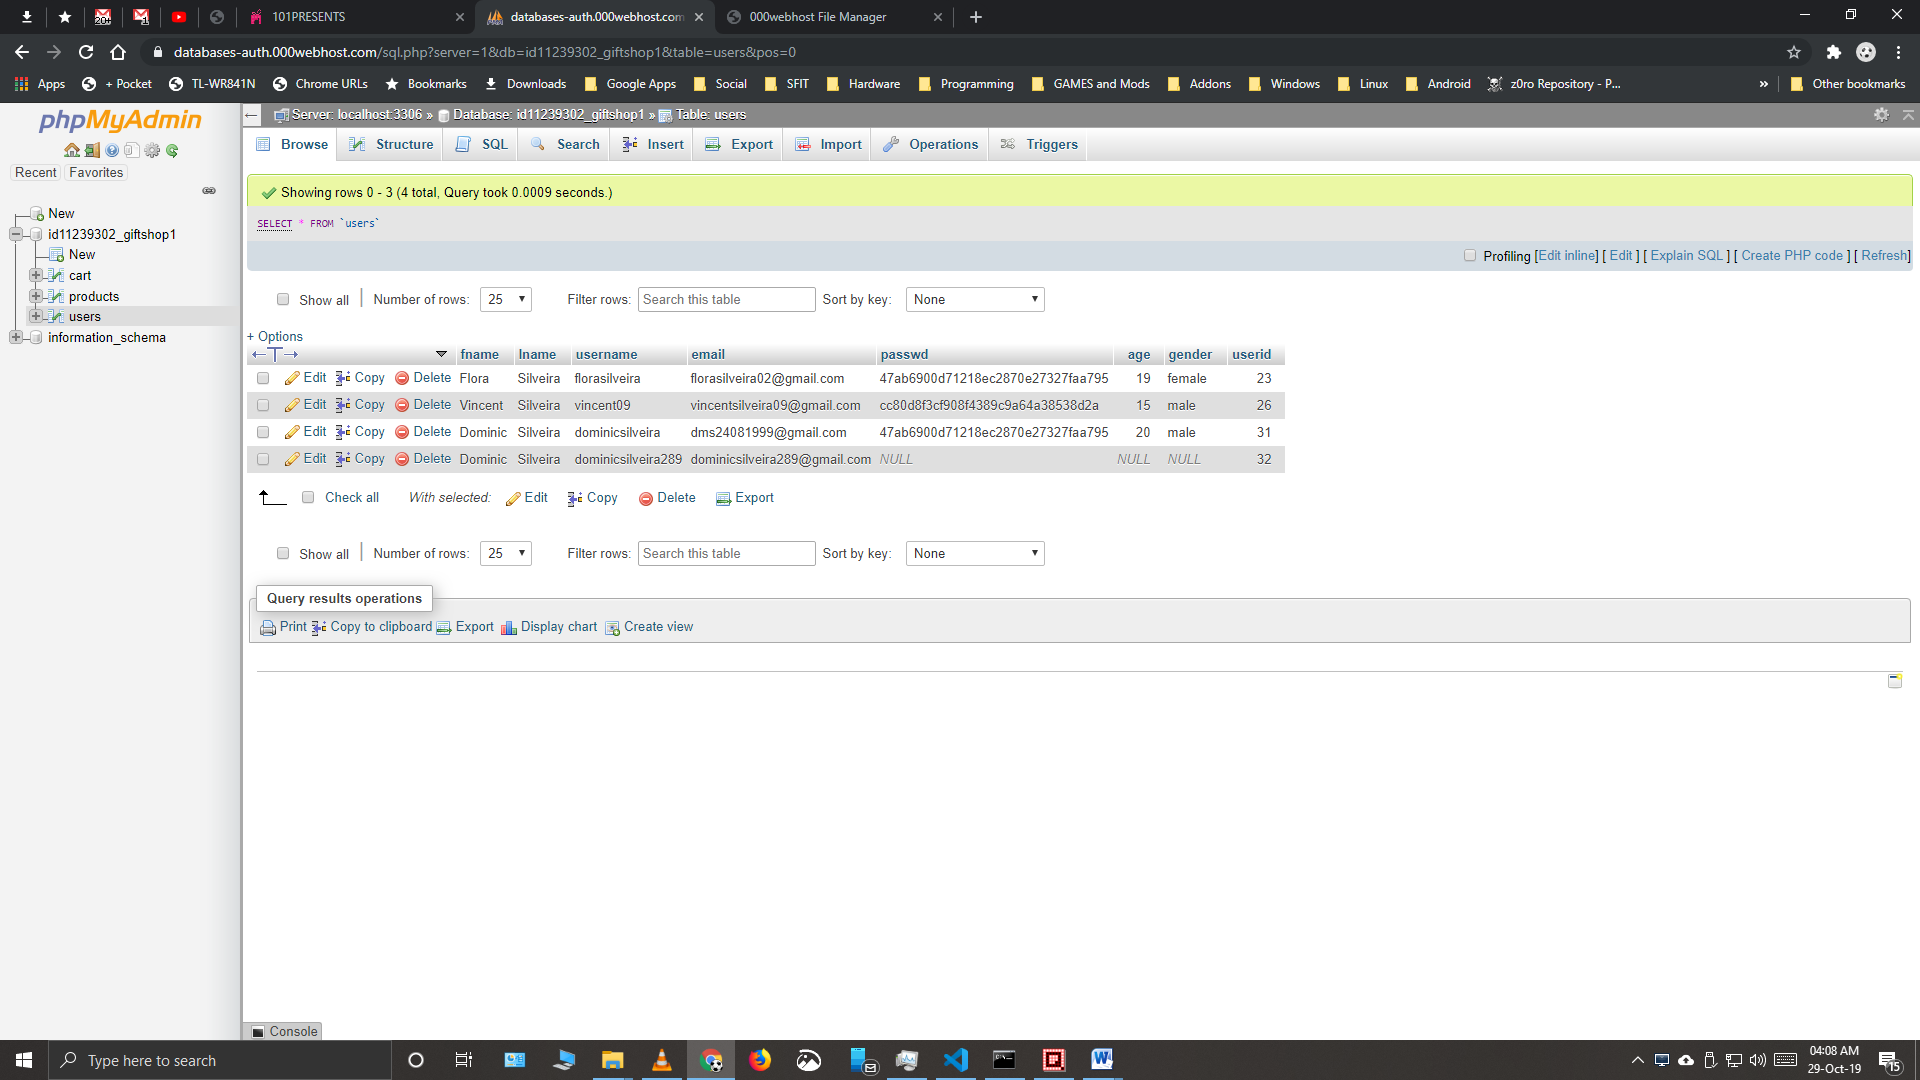 20+
1
101PRESENTS
databases-auth.000webhost.com
000webhost File Manager
databases-auth.000webhost.com/sql.php?server=1&db=id11239302_giftshop1&table=users&pos=0
Apps + Pocket TL-WR841N Chrome URLs Bookmarks Downloads Google Apps Social SFIT Hardware Programming GAMES and Mods Addons Windows Linux Android z0ro Repository - P... » Other bookmarks
phpMyAdmin
Recent Favorites
New
id11239302_giftshop1
New
cart
products
users
information_schema
Server: localhost:3306 » Database: id11239302_giftshop1 » Table: users
Browse Structure SQL Search Insert Export Import Operations Triggers
Showing rows 0 - 3 (4 total, Query took 0.0009 seconds.)
SELECT * FROM `users`
Profiling [Edit inline] [ Edit ] [ Explain SQL ] [ Create PHP code ] [ Refresh]
Show all Number of rows: 25 Filter rows: Search this table Sort by key: None
+ Options
fname lname username email passwd age gender userid
Edit Copy Delete Flora Silveira florasilveira florasilveira02@gmail.com 47ab6900d71218ec2870e27327faa795 19 female 23
Edit Copy Delete Vincent Silveira vincent09 vincentsilveira09@gmail.com cc80d8f3cf908f4389c9a64a38538d2a 15 male 26
Edit Copy Delete Dominic Silveira dominicsilveira dms24081999@gmail.com 47ab6900d71218ec2870e27327faa795 20 male 31
Edit Copy Delete Dominic Silveira dominicsilveira289 dominicsilveira289@gmail.com NULL NULL NULL 32
Check all With selected: Edit Copy Delete Export
Show all Number of rows: 25 Filter rows: Search this table Sort by key: None
Query results operations
Print Copy to clipboard Export Display chart Create view
Console
Type here to search
04:08 AM
29-Oct-19
15